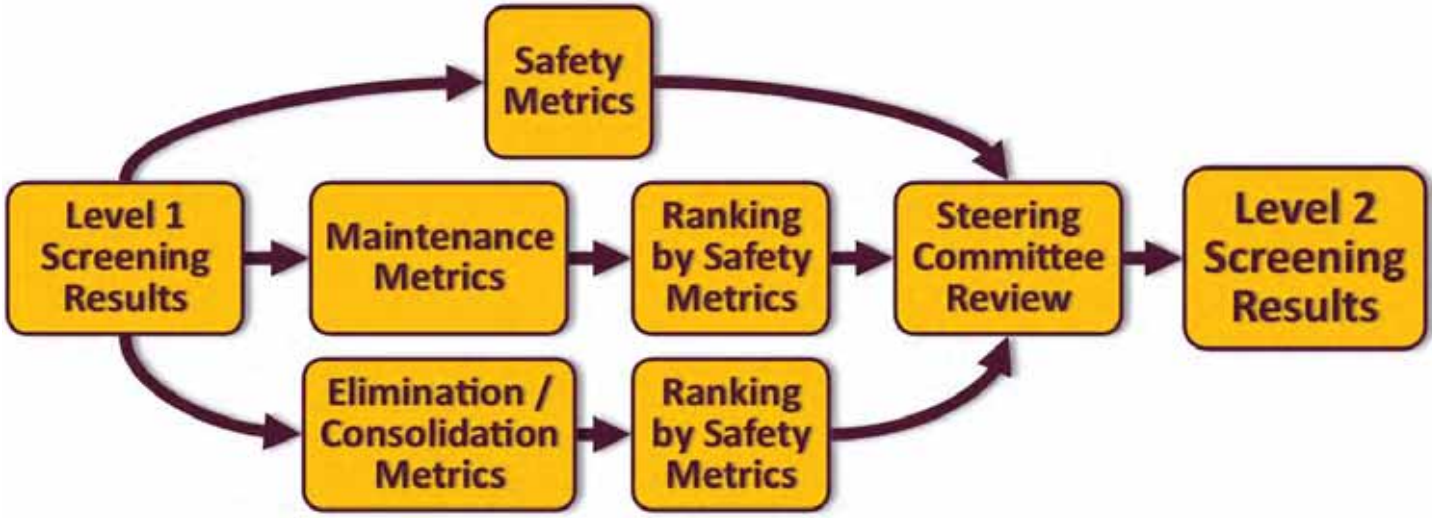 Safety
Metrics
Level 1
Screening
Results
Maintenance
Metrics
Ranking
by Safety
Metrics
Steering
Committee
Review
Level 2
Screening
Results
Elimination /
Consolidation
Metrics
Ranking
by Safety
Metrics